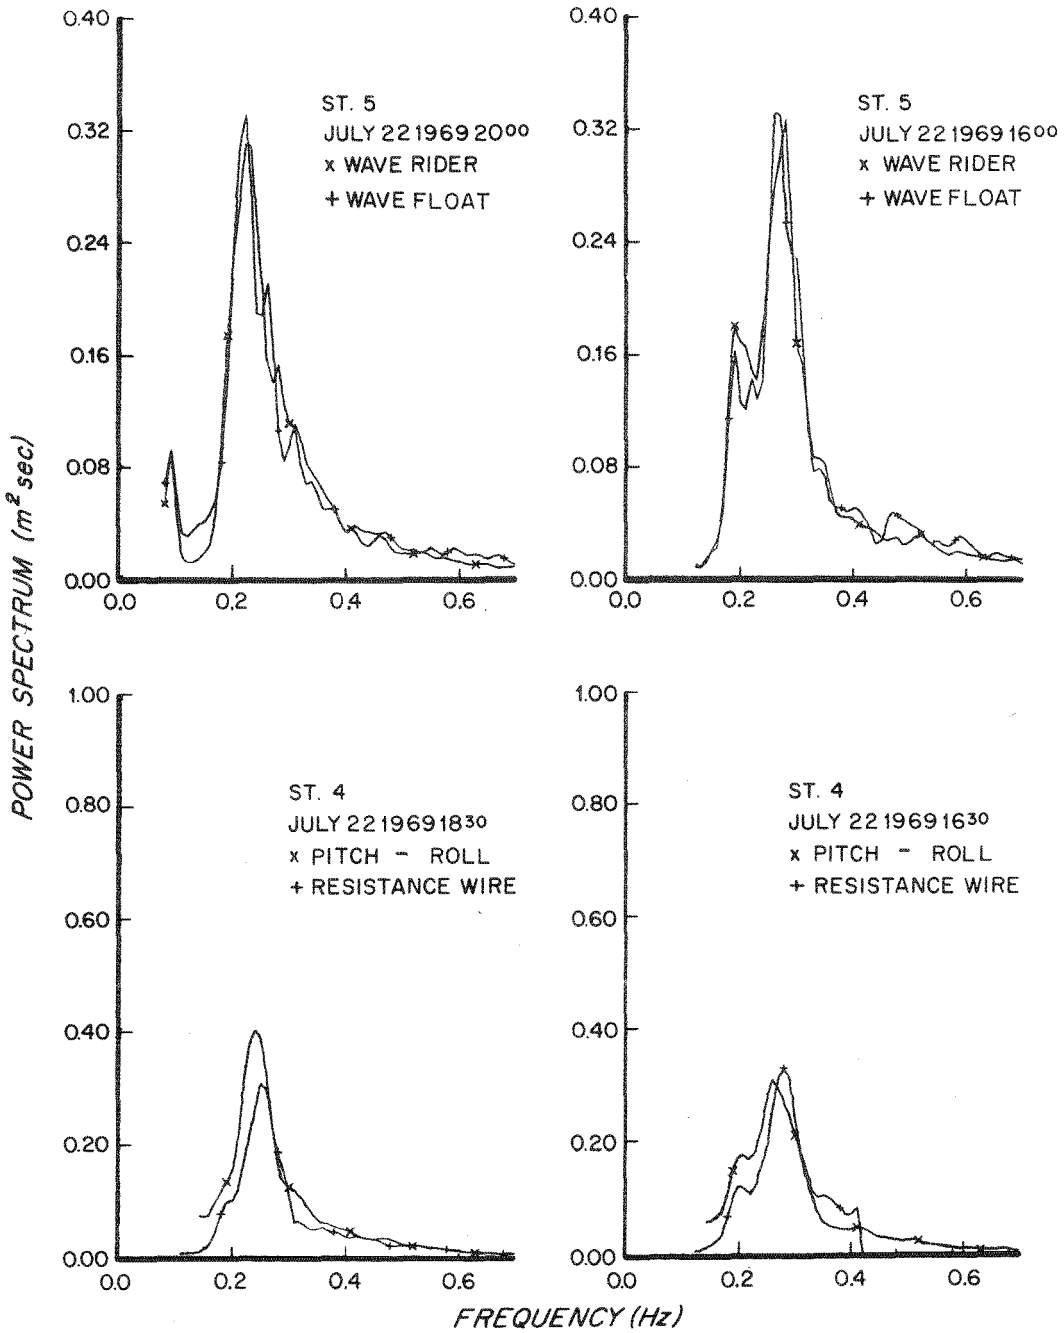 POWER SPECTRUM (m² sec)
0.40
0.32
0.24
0.16
0.08
0.00
0.0 0.2 0.4 0.6
ST. 5
JULY 22 1969 20⁰⁰
x WAVE RIDER
+ WAVE FLOAT
0.40
0.32
0.24
0.16
0.08
0.00
0.0 0.2 0.4 0.6
ST. 5
JULY 22 1969 16⁰⁰
x WAVE RIDER
+ WAVE FLOAT
1.00
0.80
0.60
0.40
0.20
0.00
0.0 0.2 0.4 0.6
ST. 4
JULY 22 1969 18³⁰
x PITCH - ROLL
+ RESISTANCE WIRE
1.00
0.80
0.60
0.40
0.20
0.00
0.0 0.2 0.4 0.6
ST. 4
JULY 22 1969 16³⁰
x PITCH - ROLL
+ RESISTANCE WIRE
FREQUENCY (Hz)